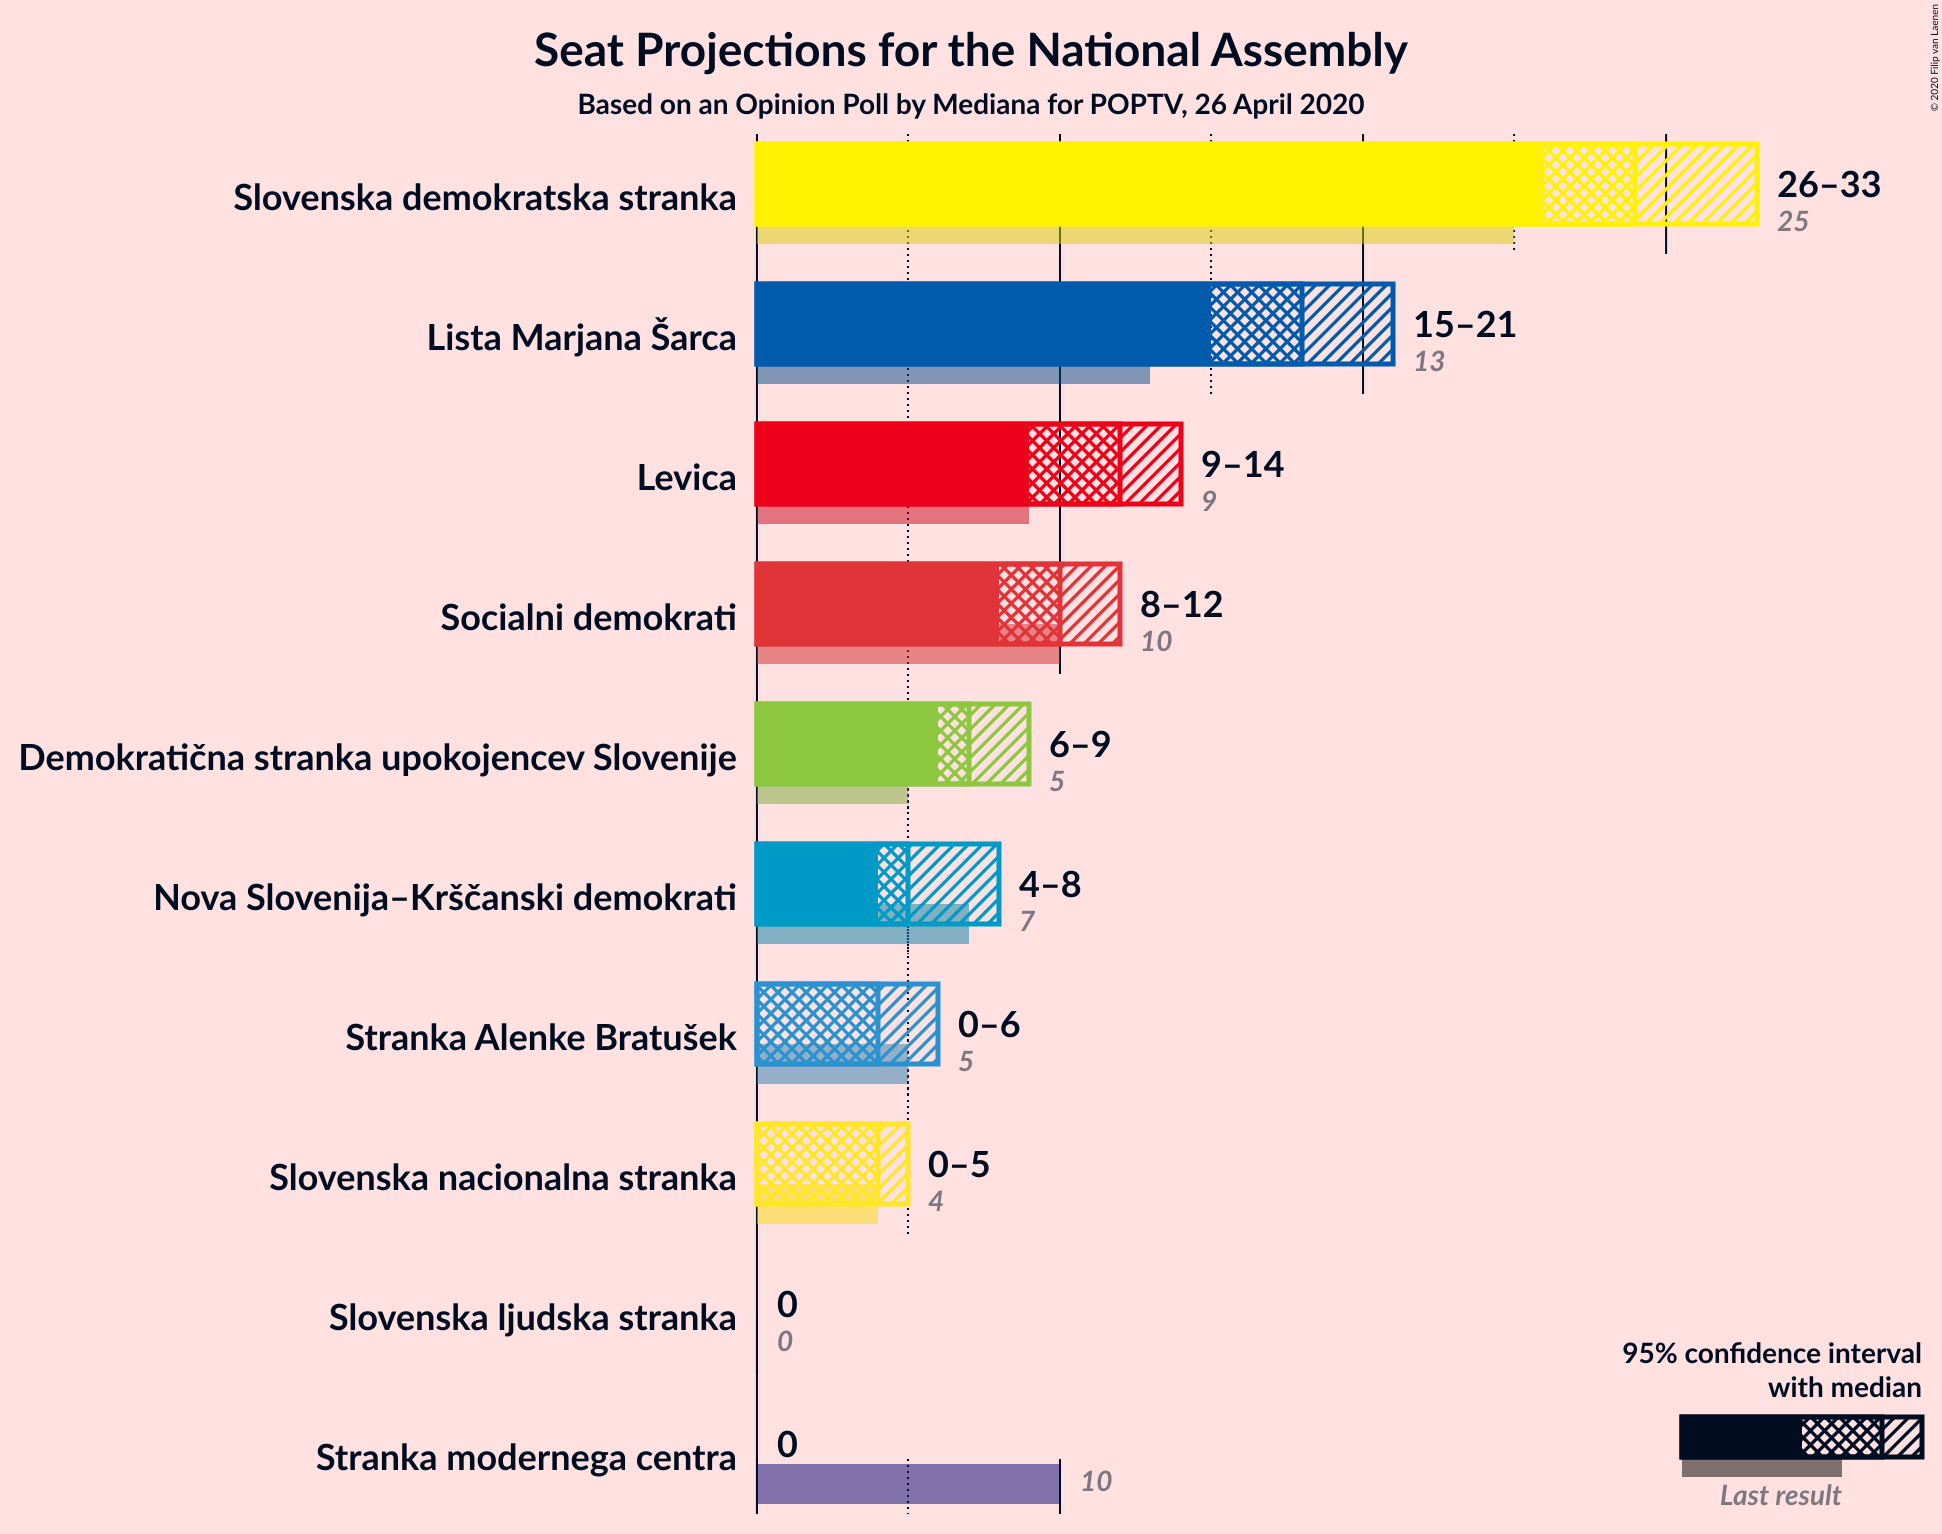 Seat Projections for the National Assembly
Based on an Opinion Poll by Mediana for POPTV, 26 April 2020
© 2020 Filip van Laenen
Slovenska demokratska stranka
26–33
25
Lista Marjana Šarca
15–21
13
Levica
9–14
9
Socialni demokrati
8–12
10
Demokratična stranka upokojencev Slovenije
6–9
5
Nova Slovenija–Krščanski demokrati
4–8
7
Stranka Alenke Bratušek
0–6
5
Slovenska nacionalna stranka
0–5
4
Slovenska ljudska stranka
0
0
Stranka modernega centra
0
10
95% confidence interval
with median
Last result